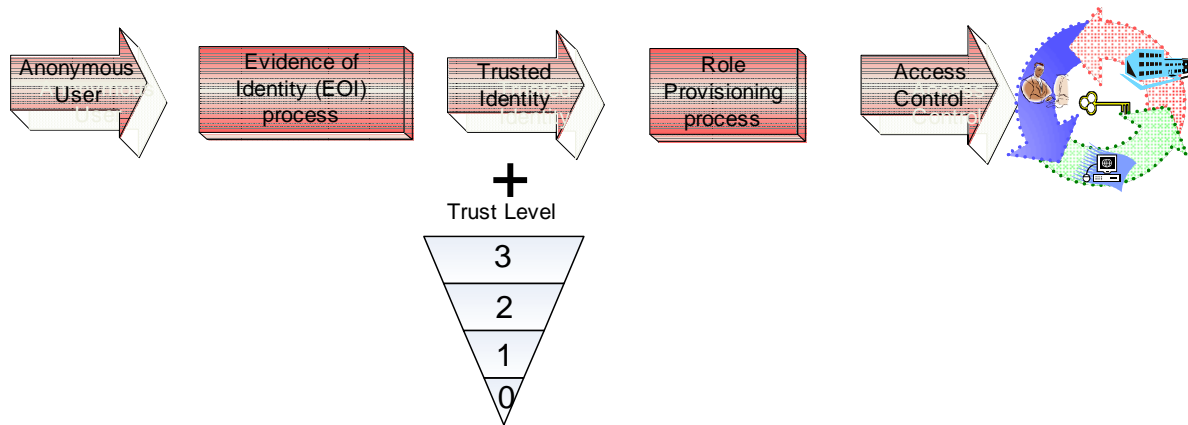 Anonymous
User
Evidence of
Identity (EOI)
process
Trusted
Identity
Role
Provisioning
process
Access
Control
+
Trust Level
3
2
1
0